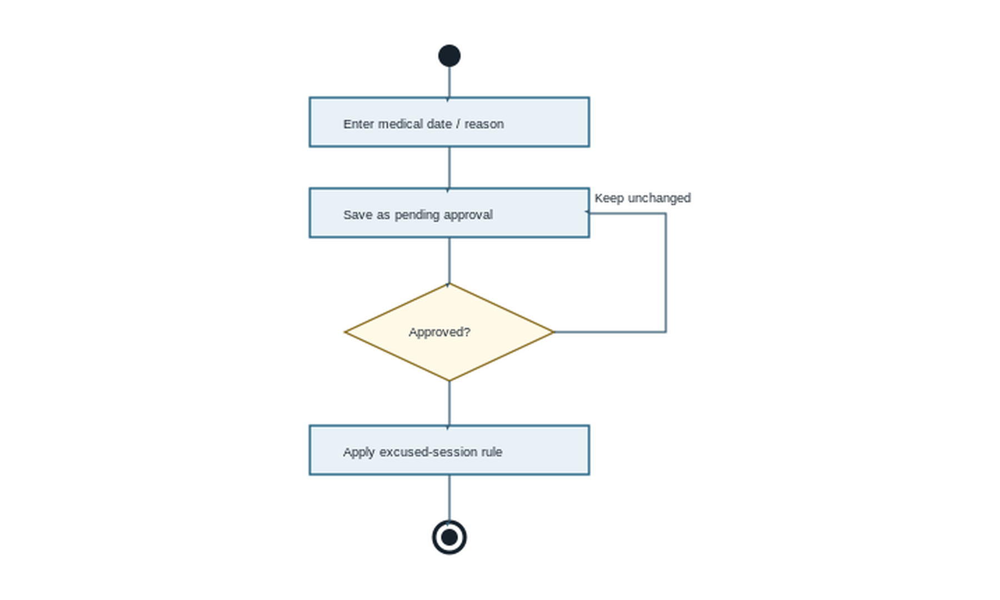 Enter medical date / reason
Keep unchanged
Save as pending approval
Approved?
Apply excused-session rule